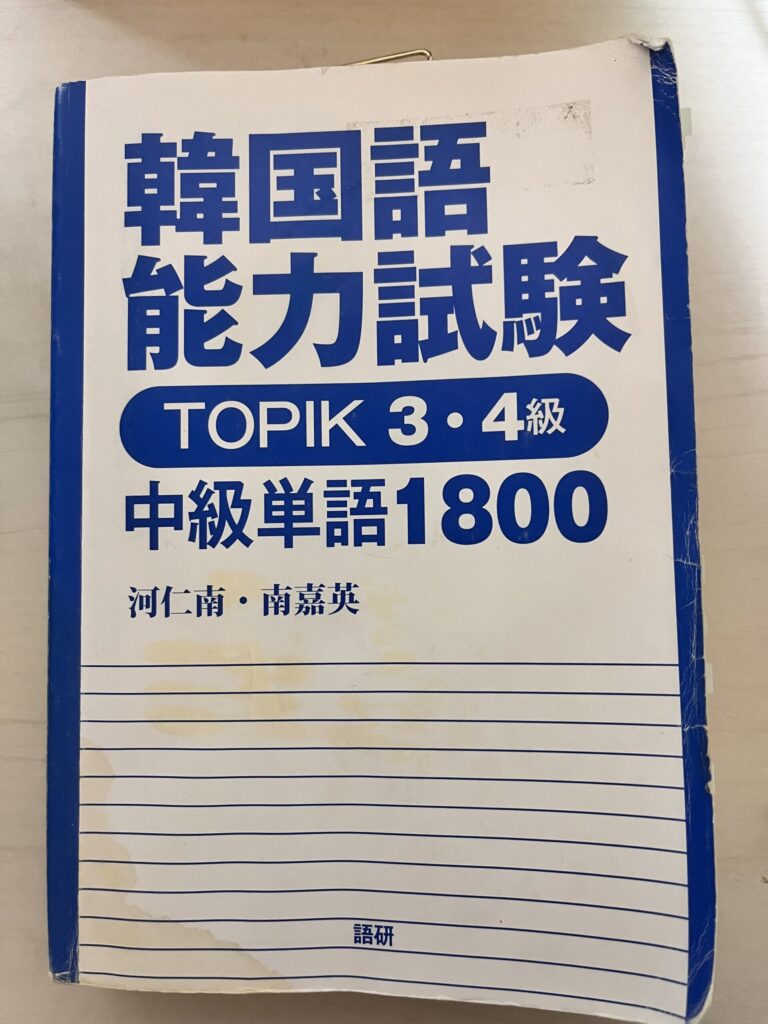 韓国語
能力試験
TOPIK 3・4級
中級単語1800
河仁南・南嘉英
語研